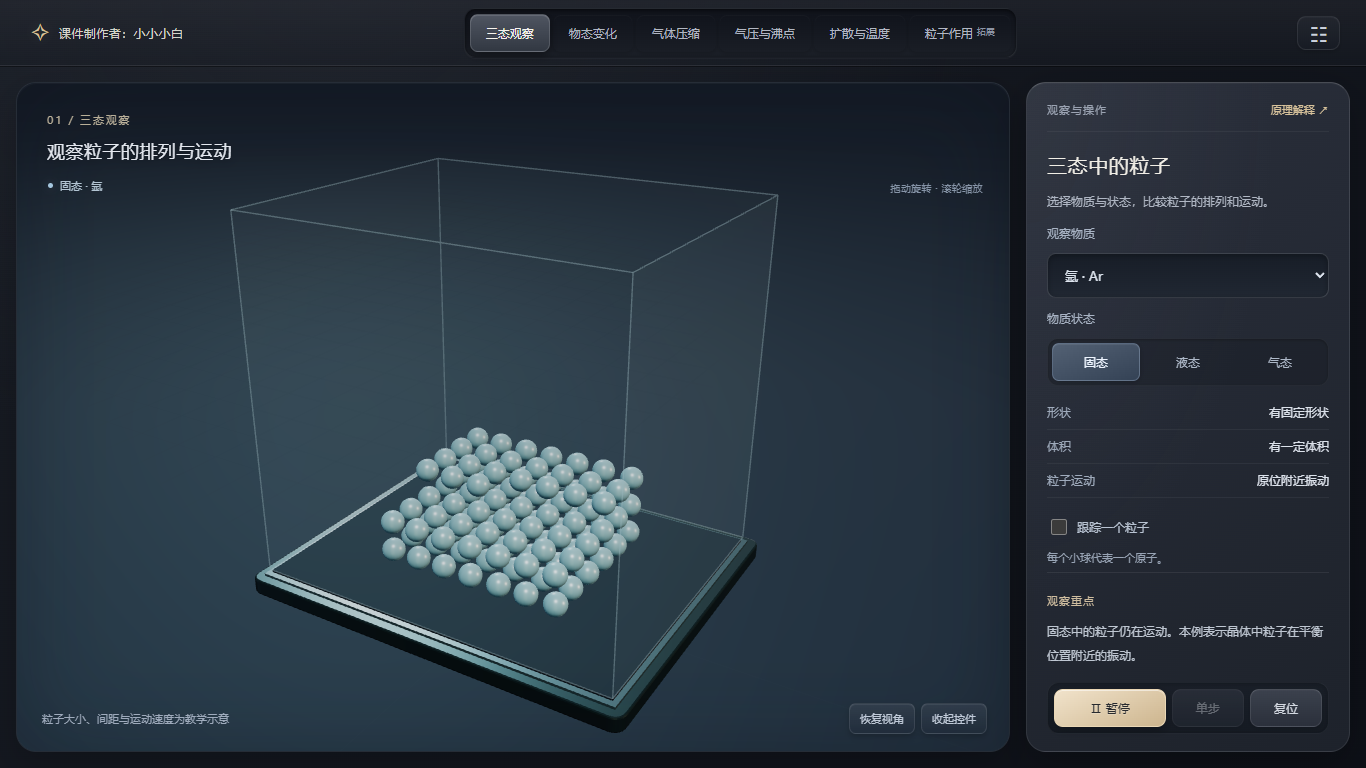 课件制作者：小小小白
三态观察
物态变化
气体压缩
气压与沸点
扩散与温度
粒子作用 拓展
01 / 三态观察
观察粒子的排列与运动
固态 · 氩
拖动旋转 · 滚轮缩放
粒子大小、间距与运动速度为教学示意
恢复视角
收起控件
观察与操作
原理解释 ↗
三态中的粒子
选择物质与状态，比较粒子的排列和运动。
观察物质
氩 · Ar
物质状态
固态
液态
气态
形状 有固定形状
体积 有一定体积
粒子运动 原位附近振动
跟踪一个粒子
每个小球代表一个原子。
观察重点
固态中的粒子仍在运动。本例表示晶体中粒子在平衡
位置附近的振动。
暂停
单步
复位